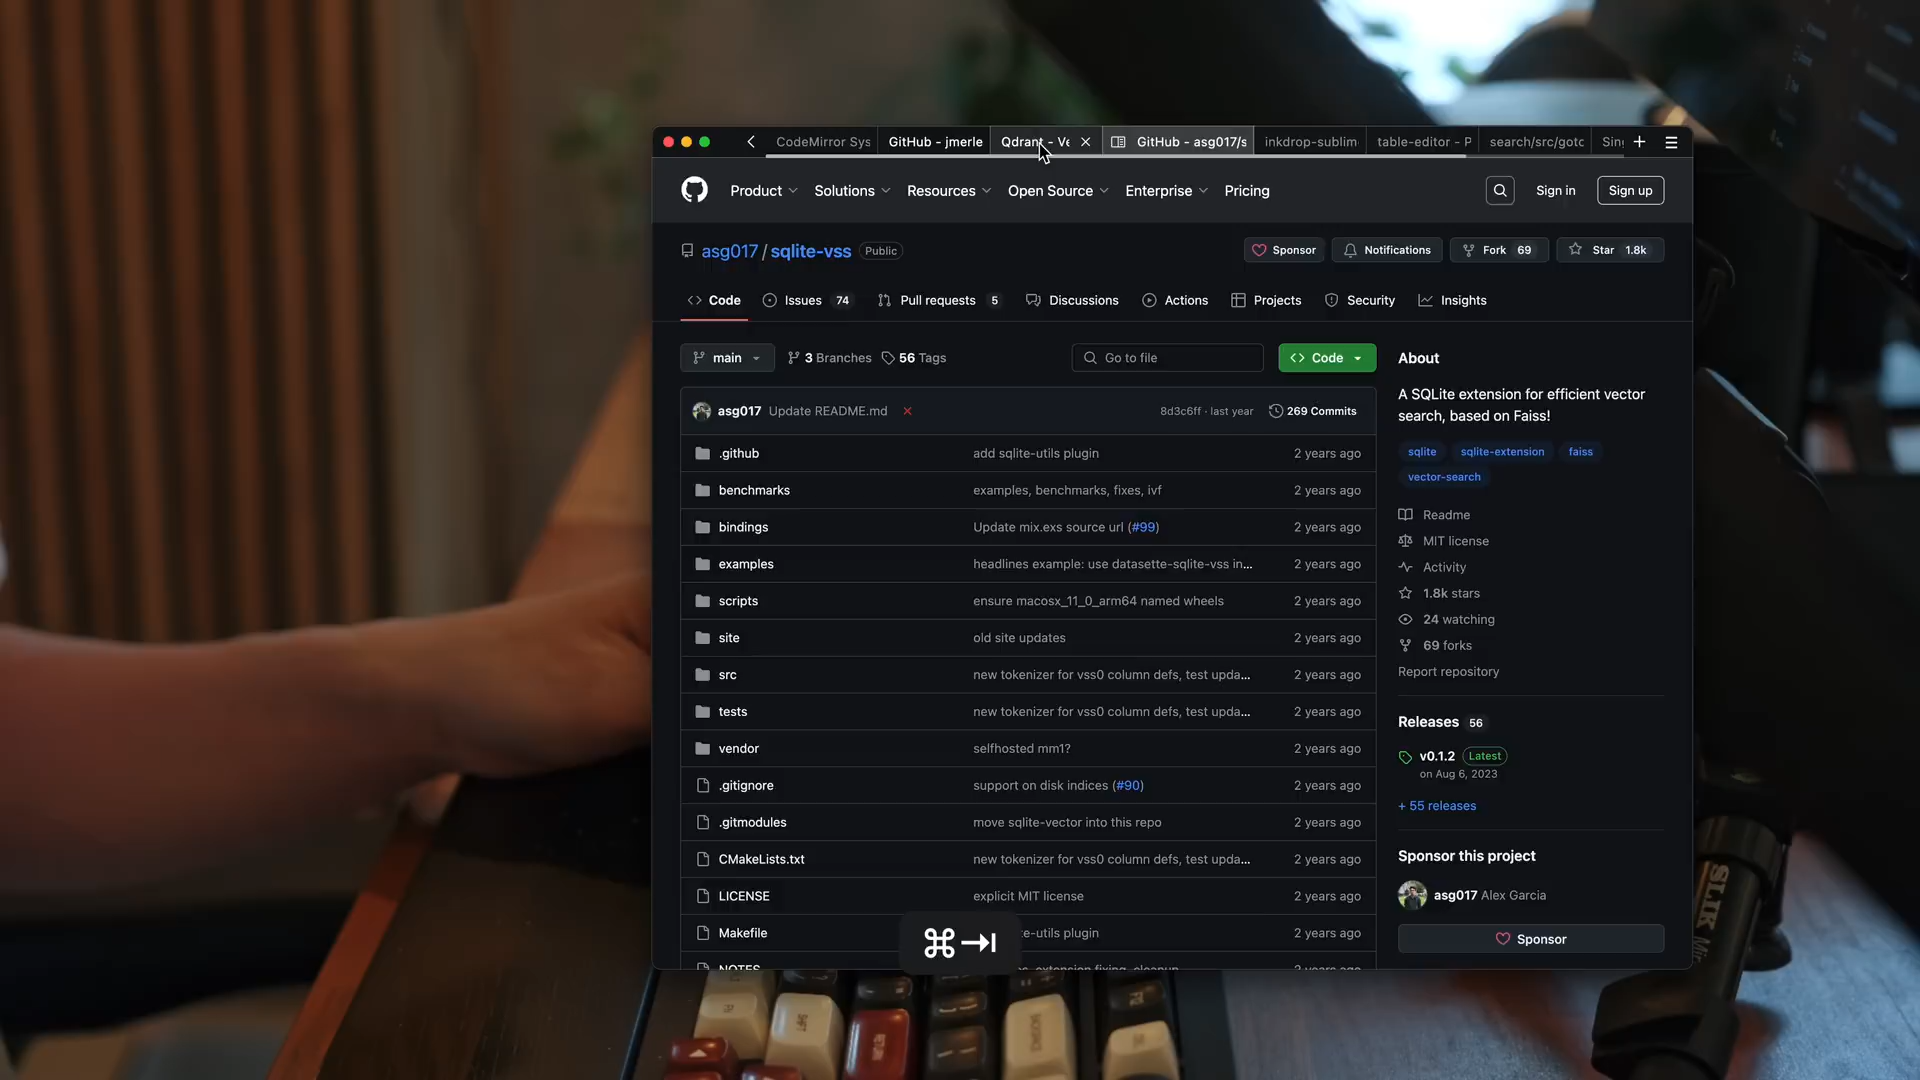 CodeMirror Sys
GitHub - jmerle
Qdrant - Ve
GitHub - asg017/s
inkdrop-sublim
table-editor - P
search/src/gotc
Sin
Product
Solutions
Resources
Open Source
Enterprise
Pricing
Sign in
Sign up
asg017 / sqlite-vss
Public
Sponsor
Notifications
Fork 69
Star 1.8k
Code
Issues 74
Pull requests 5
Discussions
Actions
Projects
Security
Insights
main
3 Branches
56 Tags
Go to file
Code
asg017 Update README.md
8d3c6ff · last year
269 Commits
.github add sqlite-utils plugin 2 years ago
benchmarks examples, benchmarks, fixes, ivf 2 years ago
bindings Update mix.exs source url (#99) 2 years ago
examples headlines example: use datasette-sqlite-vss in... 2 years ago
scripts ensure macosx_11_0_arm64 named wheels 2 years ago
site old site updates 2 years ago
src new tokenizer for vss0 column defs, test upda... 2 years ago
tests new tokenizer for vss0 column defs, test upda... 2 years ago
vendor selfhosted mm1? 2 years ago
.gitignore support on disk indices (#90) 2 years ago
.gitmodules move sqlite-vector into this repo 2 years ago
CMakeLists.txt new tokenizer for vss0 column defs, test upda... 2 years ago
LICENSE explicit MIT license 2 years ago
Makefile te-utils plugin 2 years ago
NOTES extension fixing, cleanup 2 years ago
About
A SQLite extension for efficient vector
search, based on Faiss!
sqlite
sqlite-extension
faiss
vector-search
Readme
MIT license
Activity
1.8k stars
24 watching
69 forks
Report repository
Releases 56
v0.1.2 Latest
on Aug 6, 2023
+ 55 releases
Sponsor this project
asg017 Alex Garcia
Sponsor
⌘⇥
SLIK
SHIFT
RETURN